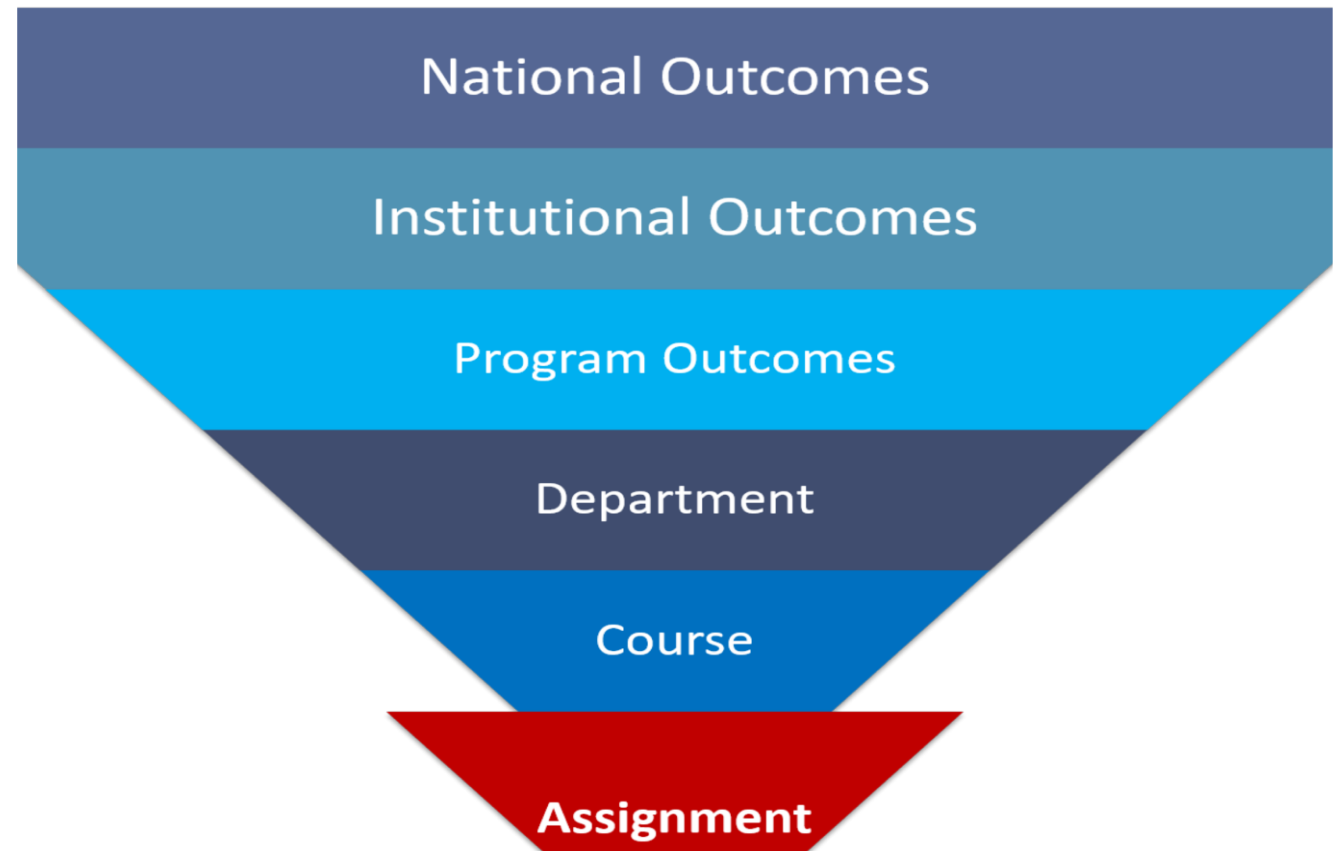 National Outcomes
Institutional Outcomes
Program Outcomes
Department
Course
Assignment